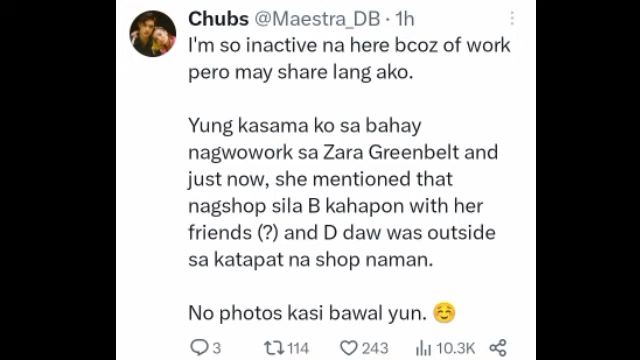 Chubs @Maestra_DB · 1h
I'm so inactive na here bcoz of work
pero may share lang ako.
Yung kasama ko sa bahay
nagwowork sa Zara Greenbelt and
just now, she mentioned that
nagshop sila B kahapon with her
friends (?) and D daw was outside
sa katapat na shop naman.
No photos kasi bawal yun. ☺️
3 114 243 10.3K